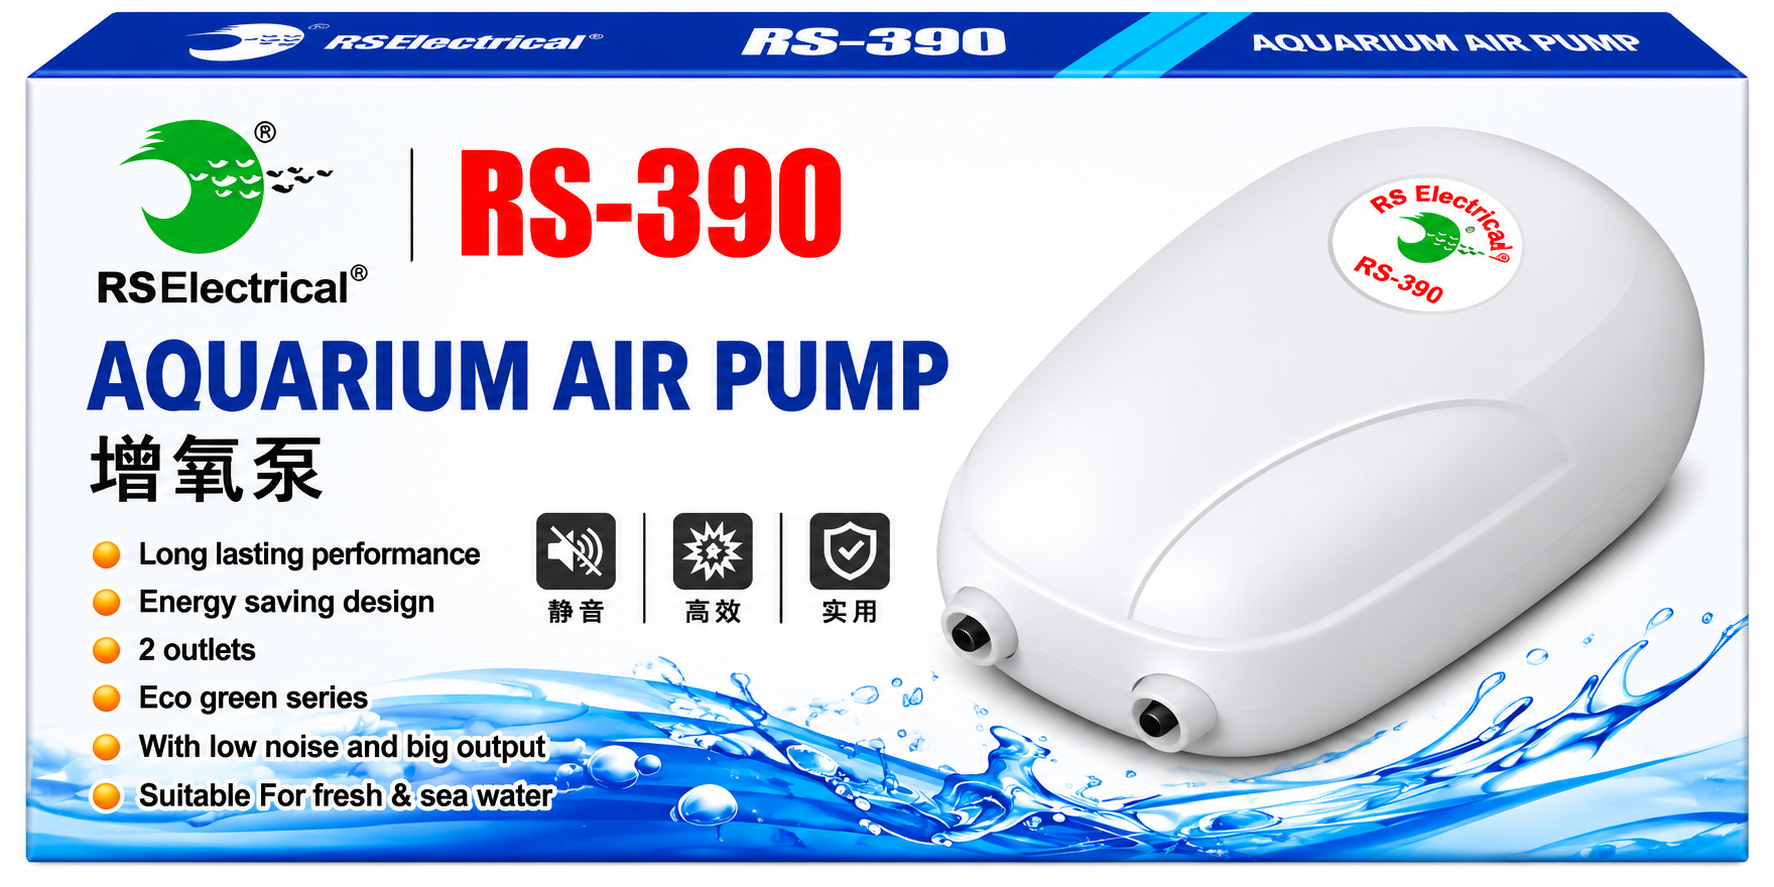 RSElectrical®
RS-390
AQUARIUM AIR PUMP
®
RSElectrical®
RS-390
AQUARIUM AIR PUMP
增氧泵
Long lasting performance
Energy saving design
2 outlets
Eco green series
With low noise and big output
Suitable For fresh & sea water
静音
高效
实用
RS Electrical®
RS-390